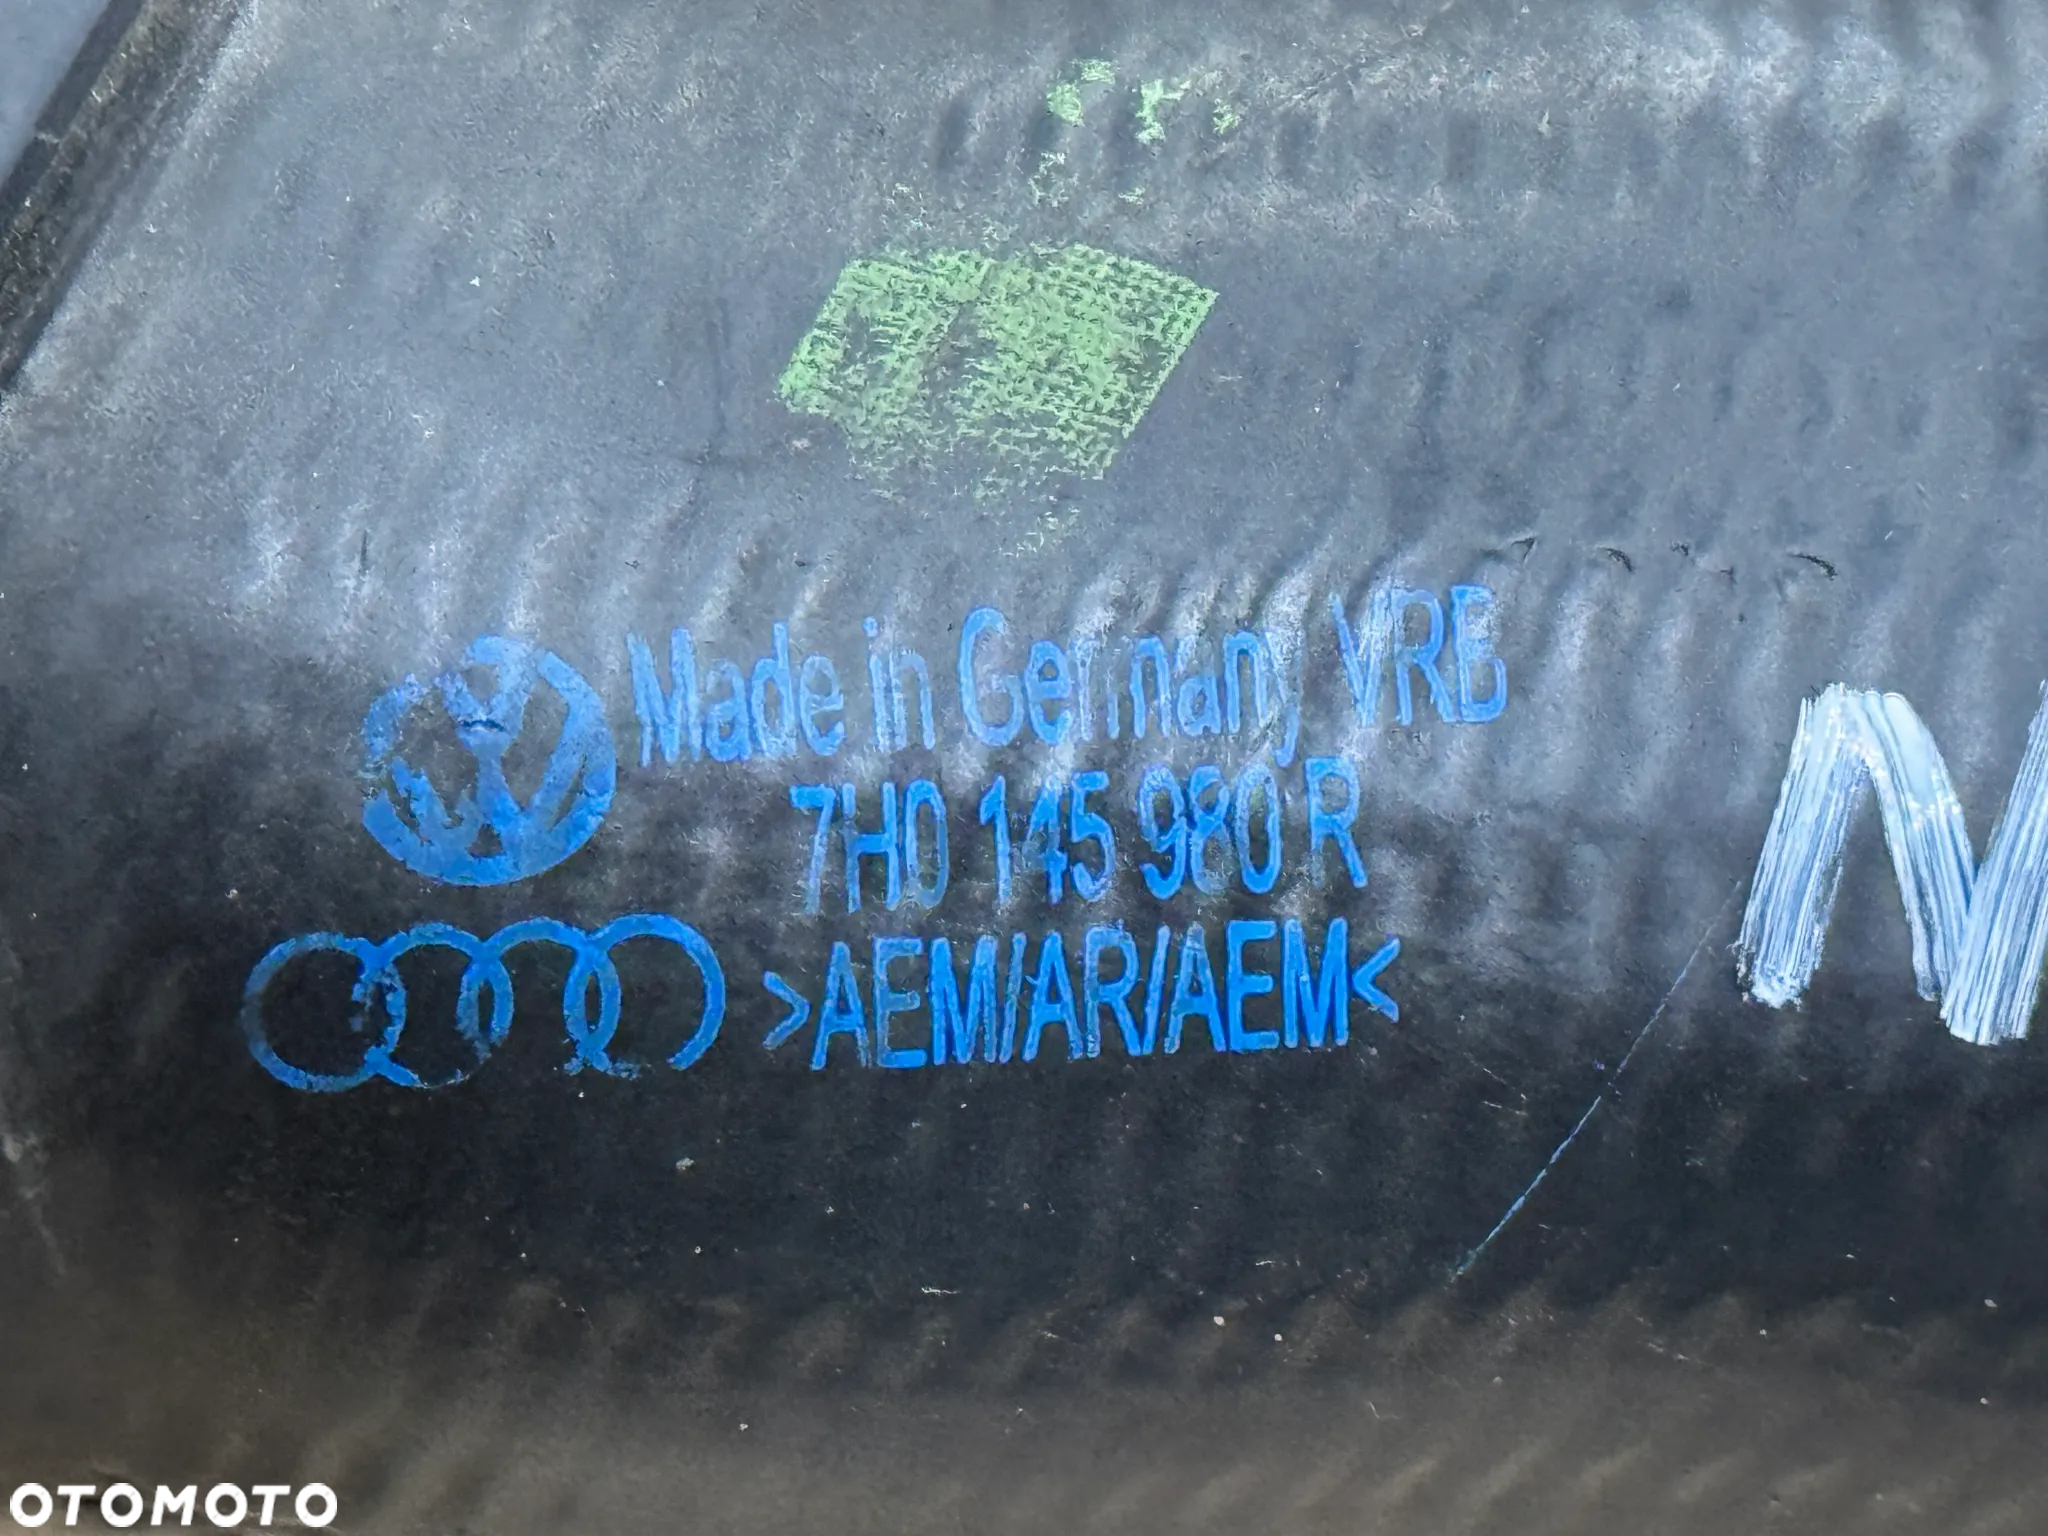 Made in Germany VRB
7H0 145 980 R
>AEM/AR/AEM<
N
OTOMOTO